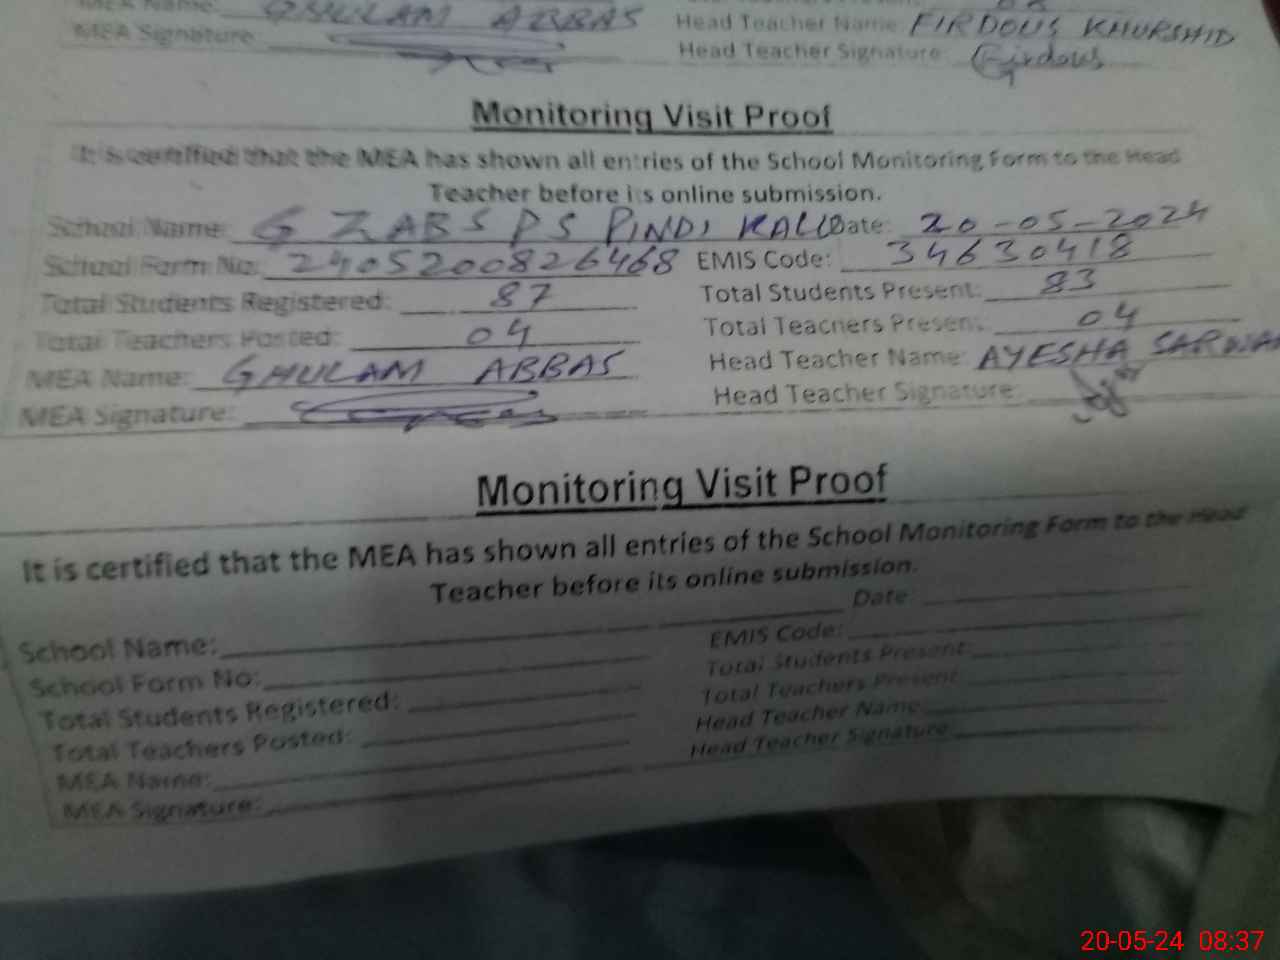 MEA Name: GHULAM ABBAS Head Teacher Name FIRDOUS KHURSHID
MEA Signature: Head Teacher Signature: Firdous
Monitoring Visit Proof
It is certified that the MEA has shown all entries of the School Monitoring Form to the Head
Teacher before its online submission.
School Name: G ZABS PS PINDI KALU Date: 20-05-2024
School Form No: 2405200826468 EMIS Code: 34630418
Total Students Registered: 87 Total Students Present: 83
Total Teachers Posted: 04 Total Teachers Present: 04
MEA Name: GHULAM ABBAS Head Teacher Name: AYESHA SARWAR
MEA Signature: Head Teacher Signature:
Monitoring Visit Proof
It is certified that the MEA has shown all entries of the School Monitoring Form to the Head
Teacher before its online submission.
School Name: Date
School Form No: EMIS Code:
Total Students Registered: Total Students Present:
Total Teachers Posted: Total Teachers Present
MEA Name: Head Teacher Name
MEA Signature: Head Teacher Signature
20-05-24 08:37